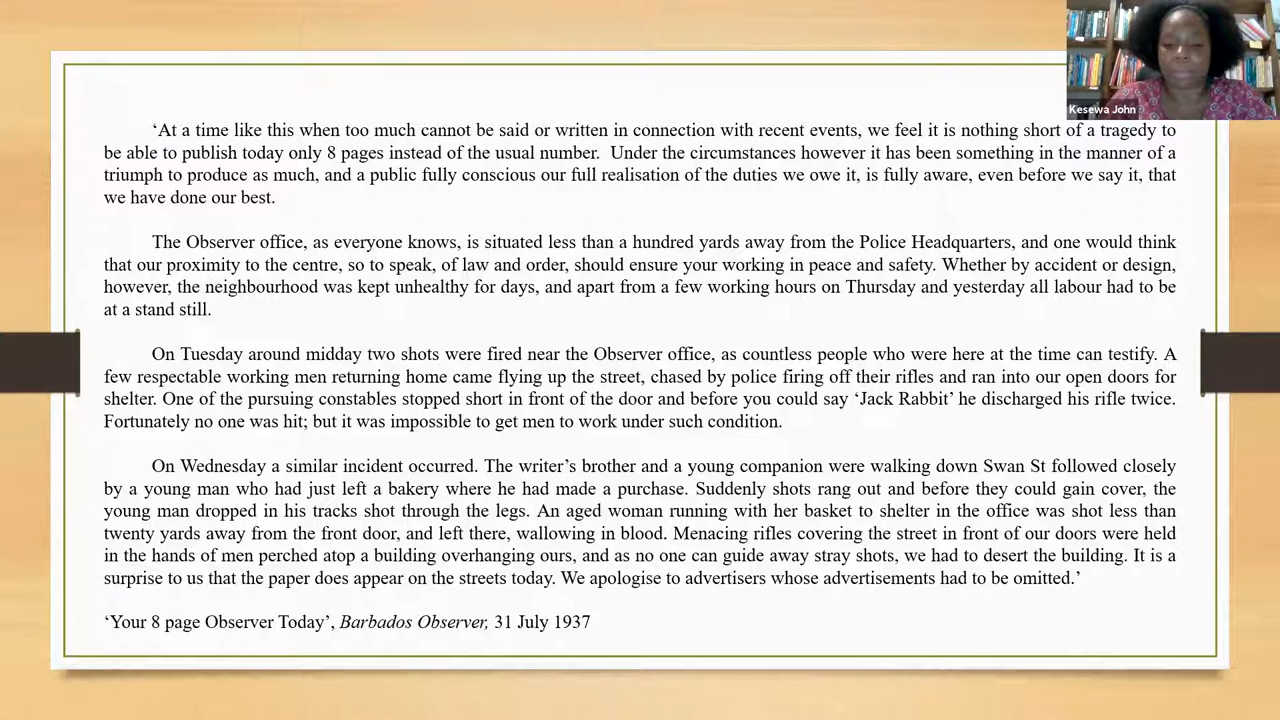 Kesewa John
‘At a time like this when too much cannot be said or written in connection with recent events, we feel it is nothing short of a tragedy to
be able to publish today only 8 pages instead of the usual number.  Under the circumstances however it has been something in the manner of a
triumph to produce as much, and a public fully conscious our full realisation of the duties we owe it, is fully aware, even before we say it, that
we have done our best.
The Observer office, as everyone knows, is situated less than a hundred yards away from the Police Headquarters, and one would think
that our proximity to the centre, so to speak, of law and order, should ensure your working in peace and safety. Whether by accident or design,
however, the neighbourhood was kept unhealthy for days, and apart from a few working hours on Thursday and yesterday all labour had to be
at a stand still.
On Tuesday around midday two shots were fired near the Observer office, as countless people who were here at the time can testify. A
few respectable working men returning home came flying up the street, chased by police firing off their rifles and ran into our open doors for
shelter. One of the pursuing constables stopped short in front of the door and before you could say ‘Jack Rabbit’ he discharged his rifle twice.
Fortunately no one was hit; but it was impossible to get men to work under such condition.
On Wednesday a similar incident occurred. The writer’s brother and a young companion were walking down Swan St followed closely
by a young man who had just left a bakery where he had made a purchase. Suddenly shots rang out and before they could gain cover, the
young man dropped in his tracks shot through the legs. An aged woman running with her basket to shelter in the office was shot less than
twenty yards away from the front door, and left there, wallowing in blood. Menacing rifles covering the street in front of our doors were held
in the hands of men perched atop a building overhanging ours, and as no one can guide away stray shots, we had to desert the building. It is a
surprise to us that the paper does appear on the streets today. We apologise to advertisers whose advertisements had to be omitted.’
‘Your 8 page Observer Today’, Barbados Observer, 31 July 1937